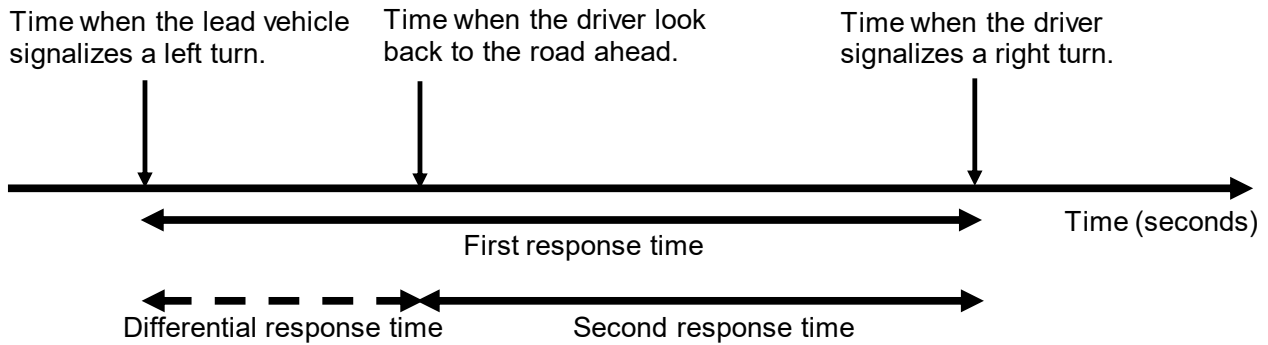 Time when the lead vehicle
signalizes a left turn.
Time when the driver look
back to the road ahead.
Time when the driver
signalizes a right turn.
Time (seconds)
First response time
Differential response time
Second response time